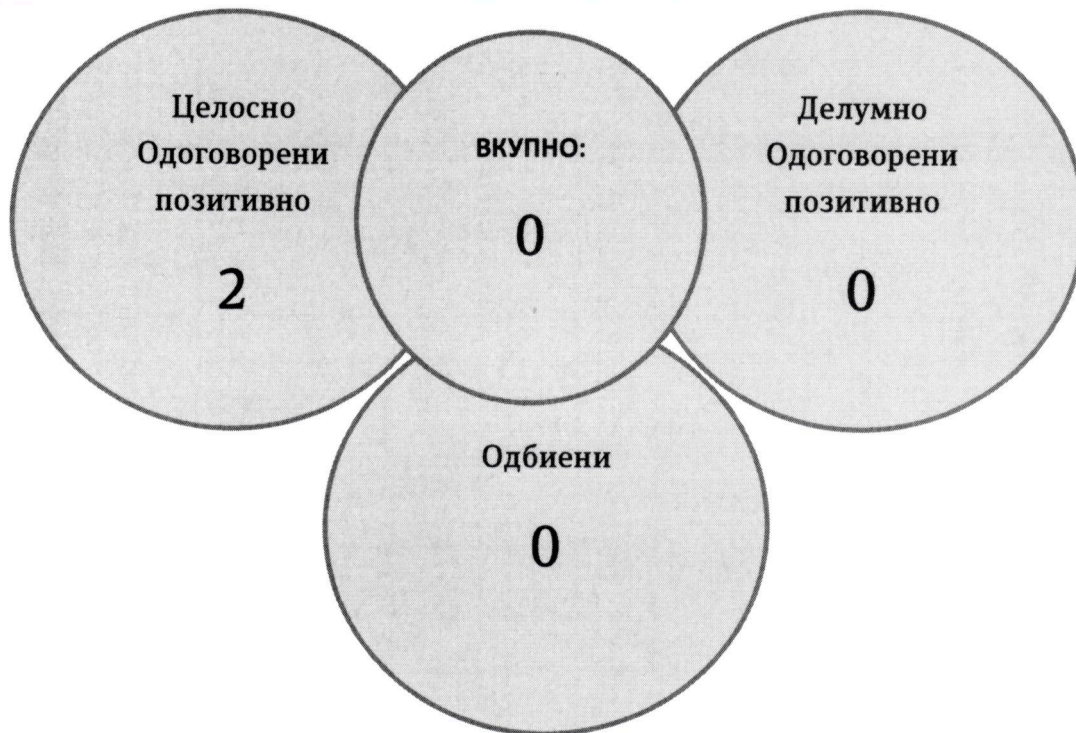 Целосно
Одоговорени
позитивно
2
ВКУПНО:
0
Делумно
Одоговорени
позитивно
0
Одбиени
0